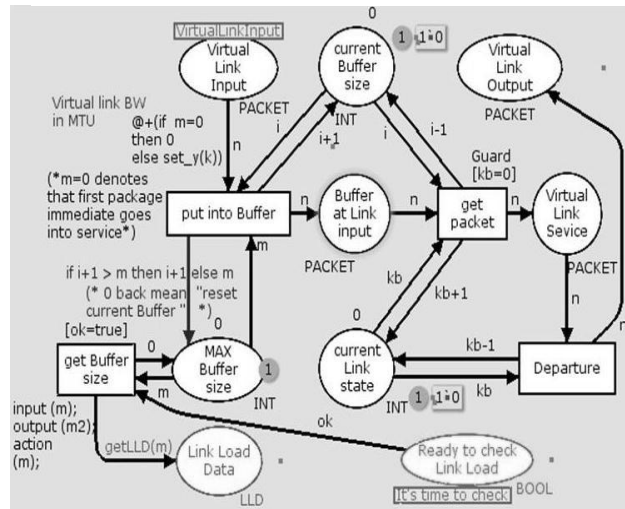 VirtualLinkInput
Virtual
Link
Input
PACKET
0
current
Buffer
size
INT
1
1`0
Virtual
Link
Output
PACKET
Virtual link BW
in MTU
@+(if m=0
then 0
else set_y(k))
(*m=0 denotes
that first package
immediate goes
into service*)
n
i
i+1
i
i-1
Guard
[kb=0]
put into Buffer
n
Buffer
at Link
input
PACKET
n
get
packet
n
Virtual
Link
Sevice
PACKET
n
n
m
if i+1 > m then i+1 else m
(* 0 back mean "reset
current Buffer " *)
kb
kb+1
[ok=true]
get Buffer
size
0
m
0
MAX
Buffer
size
1
INT
0
current
Link
state
INT
1
1`0
kb-1
kb
Departure
input (m);
output (m2);
action
(m);
getLLD(m)
Link Load
Data
LLD
ok
Ready to check
Link Load
BOOL
It's time to check